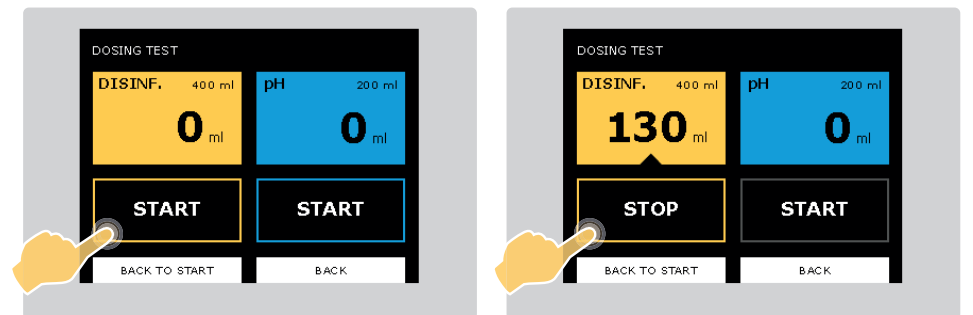 DOSING TEST
DISINF. 400 ml
0 ml
pH 200 ml
0 ml
START
START
BACK TO START
BACK
DOSING TEST
DISINF. 400 ml
130 ml
pH 200 ml
0 ml
STOP
START
BACK TO START
BACK